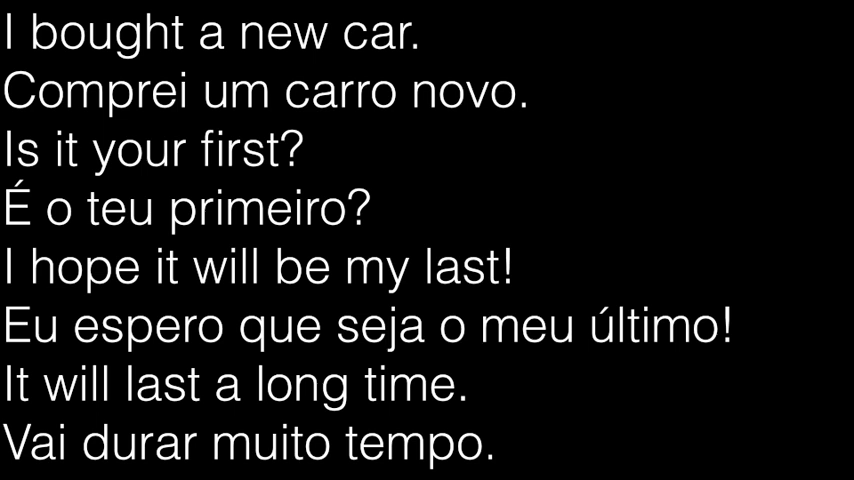 I bought a new car.
Comprei um carro novo.
Is it your first?
É o teu primeiro?
I hope it will be my last!
Eu espero que seja o meu último!
It will last a long time.
Vai durar muito tempo.